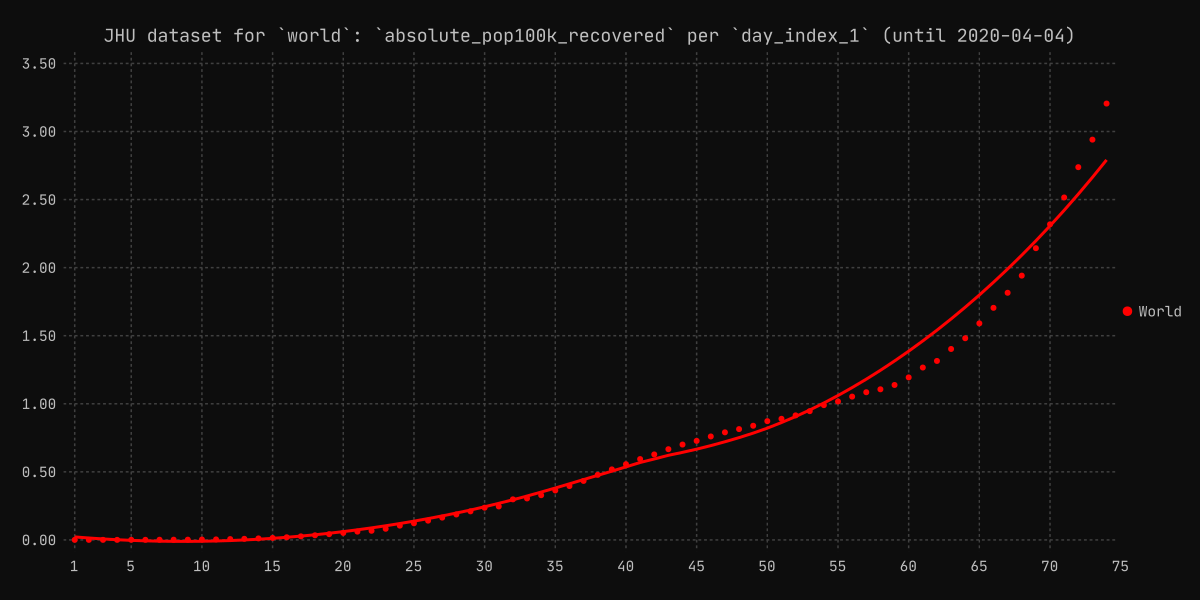 JHU dataset for `world`: `absolute_pop100k_recovered` per `day_index_1` (until 2020-04-04)
3.50
3.00
2.50
2.00
1.50
1.00
0.50
0.00
World
1 5 10 15 20 25 30 35 40 45 50 55 60 65 70 75